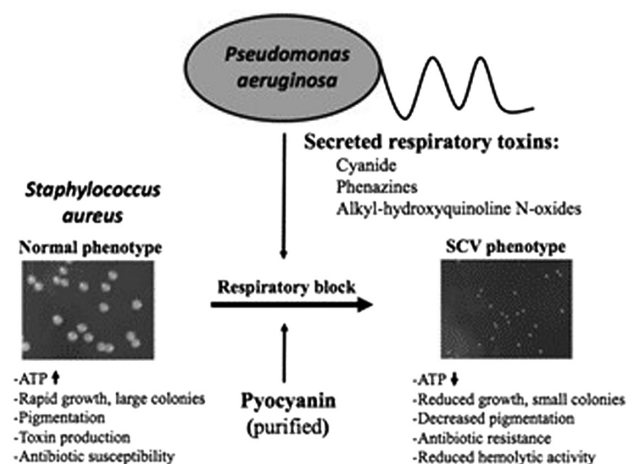 Pseudomonas
aeruginosa
Secreted respiratory toxins:
Cyanide
Phenazines
Alkyl-hydroxyquinoline N-oxides
Staphylococcus
aureus
Normal phenotype
SCV phenotype
Respiratory block
Pyocyanin
(purified)
-ATP ⬆
-Rapid growth, large colonies
-Pigmentation
-Toxin production
-Antibiotic susceptibility
-ATP ⬇
-Reduced growth, small colonies
-Decreased pigmentation
-Antibiotic resistance
-Reduced hemolytic activity